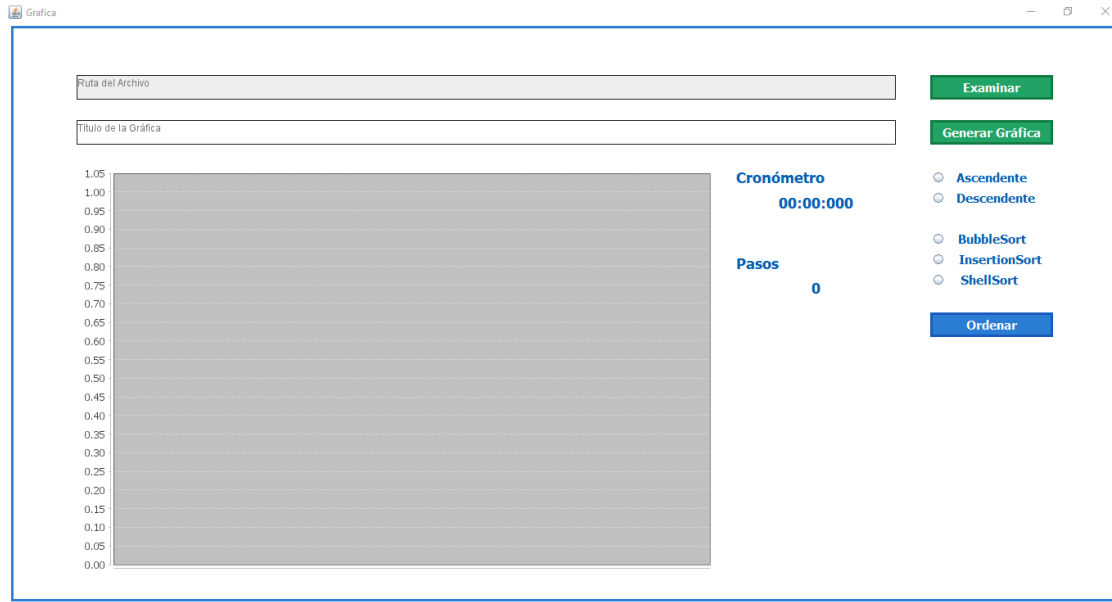 Grafica
Ruta del Archivo
Examinar
Título de la Gráfica
Generar Gráfica
1.05
1.00
0.95
0.90
0.85
0.80
0.75
0.70
0.65
0.60
0.55
0.50
0.45
0.40
0.35
0.30
0.25
0.20
0.15
0.10
0.05
0.00
Cronómetro
00:00:000
Pasos
0
Ascendente
Descendente
BubbleSort
InsertionSort
ShellSort
Ordenar